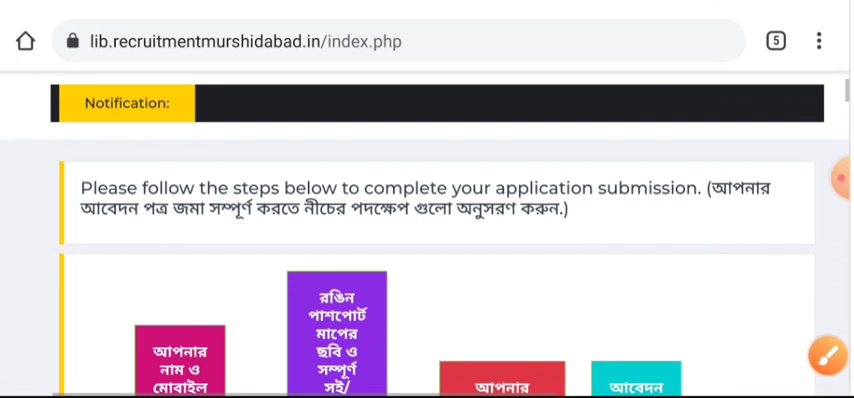 lib.recruitmentmurshidabad.in/index.php
5
Notification:
Please follow the steps below to complete your application submission. (আপনার
আবেদন পত্র জমা সম্পূর্ণ করতে নীচের পদক্ষেপ গুলো অনুসরণ করুন.)
রঙিন
পাশপোর্ট
মাপের
ছবি ও
সম্পূর্ণ
সই/
আপনার
নাম ও
মোবাইল
আপনার
আবেদন